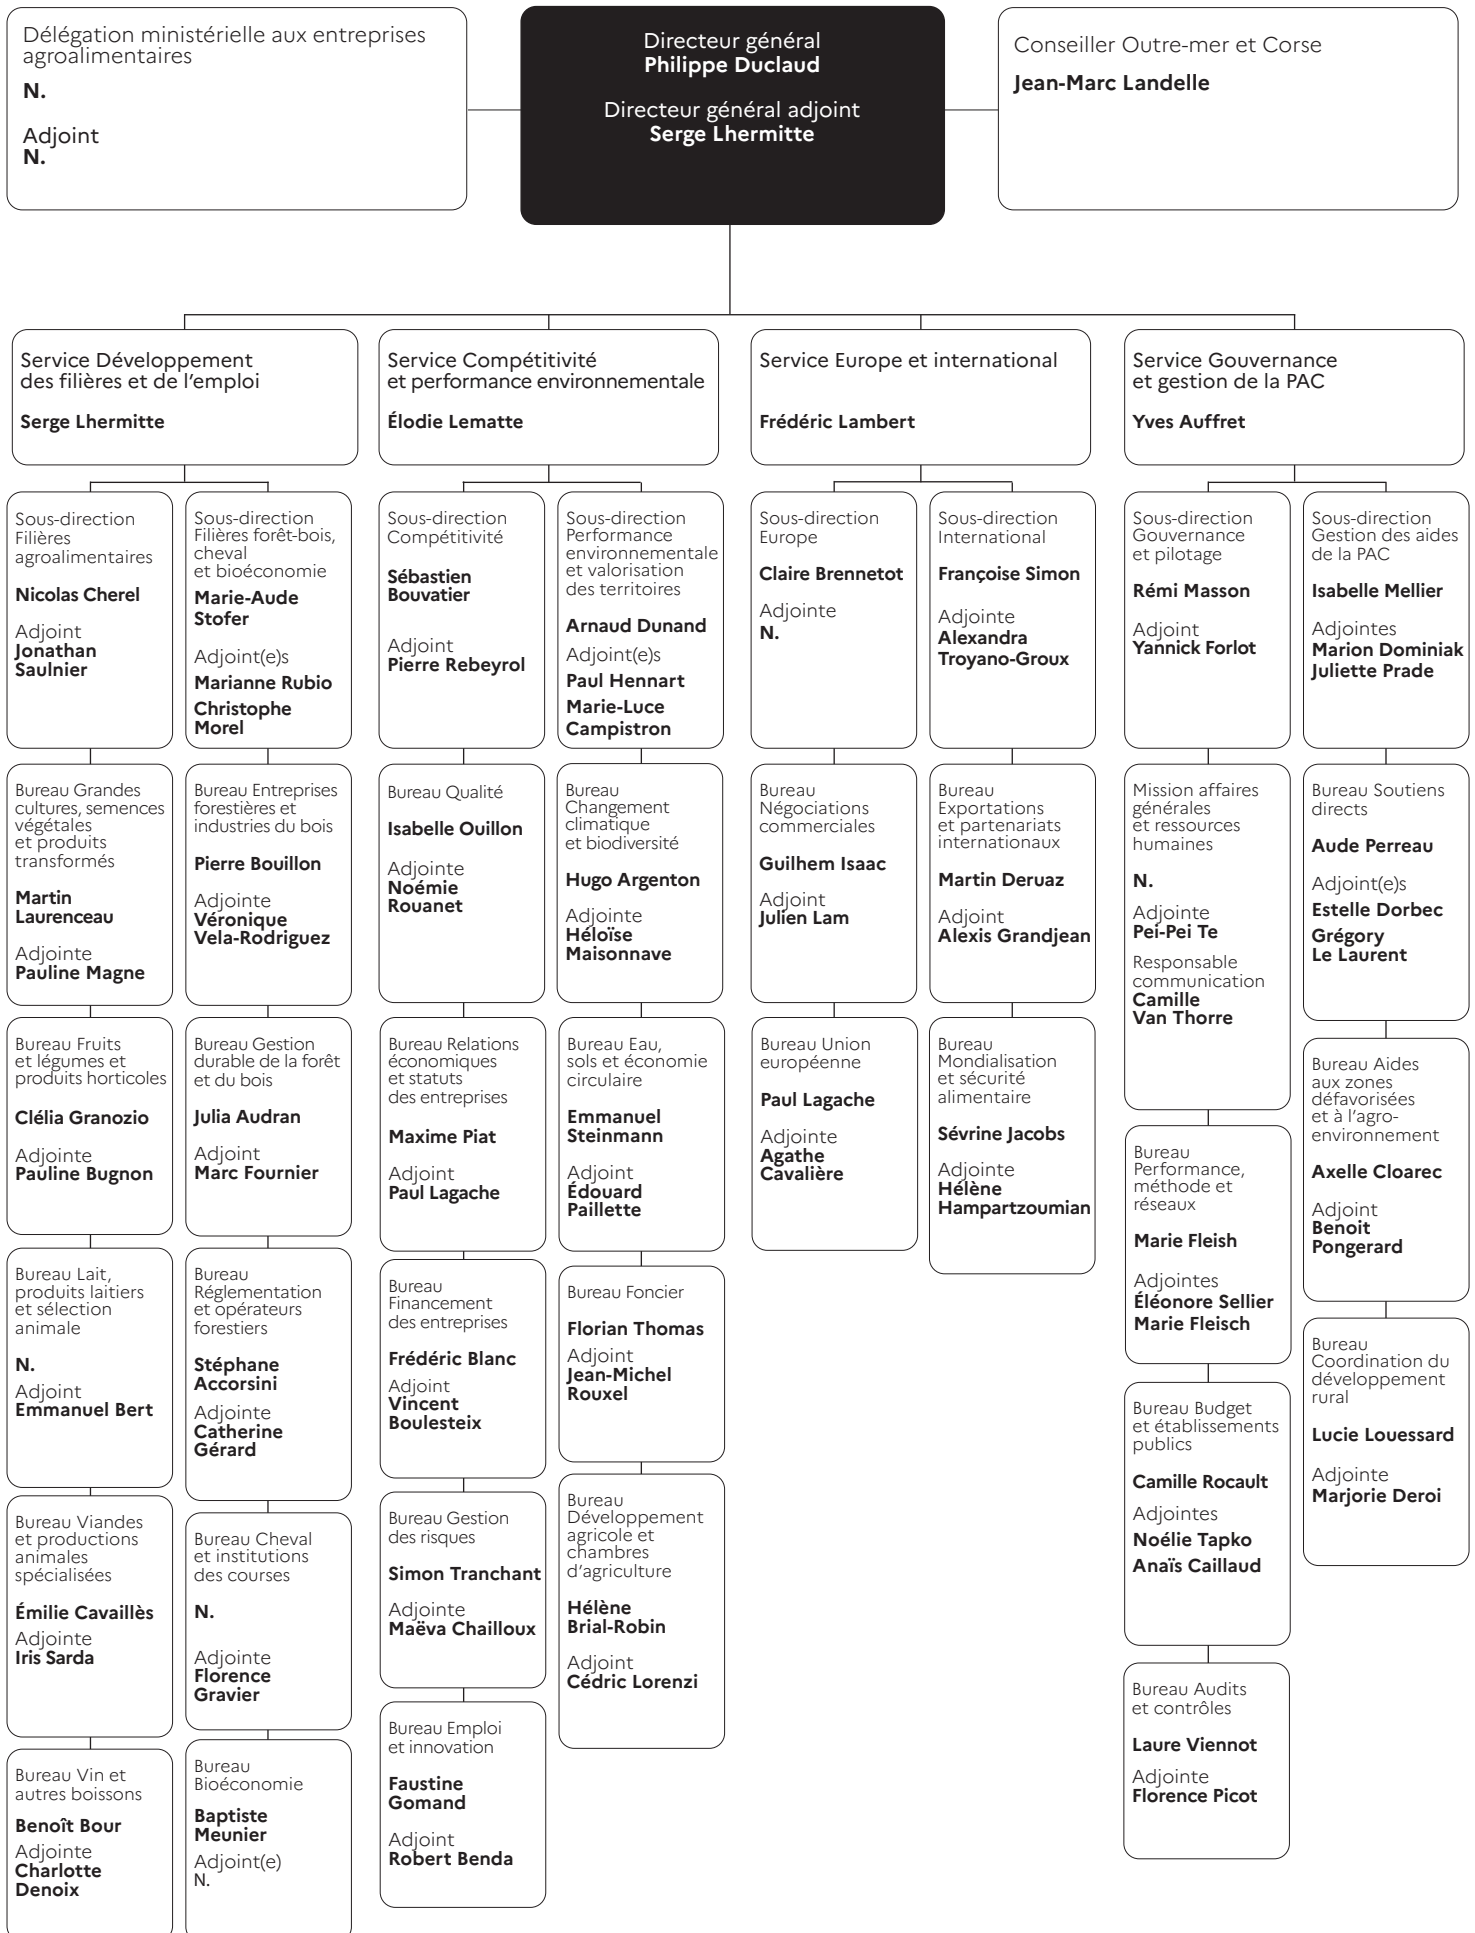 Délégation ministérielle aux entreprises
agroalimentaires
N.
Adjoint
N.
Directeur général
Philippe Duclaud
Directeur général adjoint
Serge Lhermitte
Conseiller Outre-mer et Corse
Jean-Marc Landelle
Service Développement
des filières et de l'emploi
Serge Lhermitte
Service Compétitivité
et performance environnementale
Élodie Lematte
Service Europe et international
Frédéric Lambert
Service Gouvernance
et gestion de la PAC
Yves Auffret
Sous-direction
Filières
agroalimentaires
Nicolas Cherel
Adjoint
Jonathan
Saulnier
Sous-direction
Filières forêt-bois,
cheval
et bioéconomie
Marie-Aude
Stofer
Adjoint(e)s
Marianne Rubio
Christophe
Morel
Sous-direction
Compétitivité
Sébastien
Bouvatier
Adjoint
Pierre Rebeyrol
Sous-direction
Performance
environnementale
et valorisation
des territoires
Arnaud Dunand
Adjoint(e)s
Paul Hennart
Marie-Luce
Campistron
Sous-direction
Europe
Claire Brennetot
Adjointe
N.
Sous-direction
International
Françoise Simon
Adjointe
Alexandra
Troyano-Groux
Sous-direction
Gouvernance
et pilotage
Rémi Masson
Adjoint
Yannick Forlot
Sous-direction
Gestion des aides
de la PAC
Isabelle Mellier
Adjointes
Marion Dominiak
Juliette Prade
Bureau Grandes
cultures, semences
végétales
et produits
transformés
Martin
Laurenceau
Adjointe
Pauline Magne
Bureau Entreprises
forestières et
industries du bois
Pierre Bouillon
Adjointe
Véronique
Vela-Rodriguez
Bureau Qualité
Isabelle Ouillon
Adjointe
Noémie
Rouanet
Bureau
Changement
climatique
et biodiversité
Hugo Argenton
Adjointe
Héloïse
Maisonnave
Bureau
Négociations
commerciales
Guilhem Isaac
Adjoint
Julien Lam
Bureau
Exportations
et partenariats
internationaux
Martin Deruaz
Adjoint
Alexis Grandjean
Mission affaires
générales
et ressources
humaines
N.
Adjointe
Pei-Pei Te
Responsable
communication
Camille
Van Thorre
Bureau Soutiens
directs
Aude Perreau
Adjoint(e)s
Estelle Dorbec
Grégory
Le Laurent
Bureau Fruits
et légumes et
produits horticoles
Clélia Granozio
Adjointe
Pauline Bugnon
Bureau Gestion
durable de la forêt
et du bois
Julia Audran
Adjoint
Marc Fournier
Bureau Relations
économiques
et statuts
des entreprises
Maxime Piat
Adjoint
Paul Lagache
Bureau Eau,
sols et économie
circulaire
Emmanuel
Steinmann
Adjoint
Édouard
Paillette
Bureau Union
européenne
Paul Lagache
Adjointe
Agathe
Cavalière
Bureau
Mondialisation
et sécurité
alimentaire
Sévrine Jacobs
Adjointe
Hélène
Hampartzoumian
Bureau
Performance,
méthode et
réseaux
Marie Fleish
Adjointes
Éléonore Sellier
Marie Fleisch
Bureau Aides
aux zones
défavorisées
et à l'agro-
environnement
Axelle Cloarec
Adjoint
Benoit
Pongerard
Bureau Lait,
produits laitiers
et sélection
animale
N.
Adjoint
Emmanuel Bert
Bureau
Réglementation
et opérateurs
forestiers
Stéphane
Accorsini
Adjointe
Catherine
Gérard
Bureau
Financement
des entreprises
Frédéric Blanc
Adjoint
Vincent
Boulesteix
Bureau Foncier
Florian Thomas
Adjoint
Jean-Michel
Rouxel
Bureau Budget
et établissements
publics
Camille Rocault
Adjointes
Noélie Tapko
Anaïs Caillaud
Bureau
Coordination du
développement
rural
Lucie Louessard
Adjointe
Marjorie Deroi
Bureau Viandes
et productions
animales
spécialisées
Émilie Cavaillès
Adjointe
Iris Sarda
Bureau Cheval
et institutions
des courses
N.
Adjointe
Florence
Gravier
Bureau Gestion
des risques
Simon Tranchant
Adjointe
Maëva Chailloux
Bureau
Développement
agricole et
chambres
d'agriculture
Hélène
Brial-Robin
Adjoint
Cédric Lorenzi
Bureau Audits
et contrôles
Laure Viennot
Adjointe
Florence Picot
Bureau Vin et
autres boissons
Benoît Bour
Adjointe
Charlotte
Denoix
Bureau
Bioéconomie
Baptiste
Meunier
Adjoint(e)
N.
Bureau Emploi
et innovation
Faustine
Gomand
Adjoint
Robert Benda